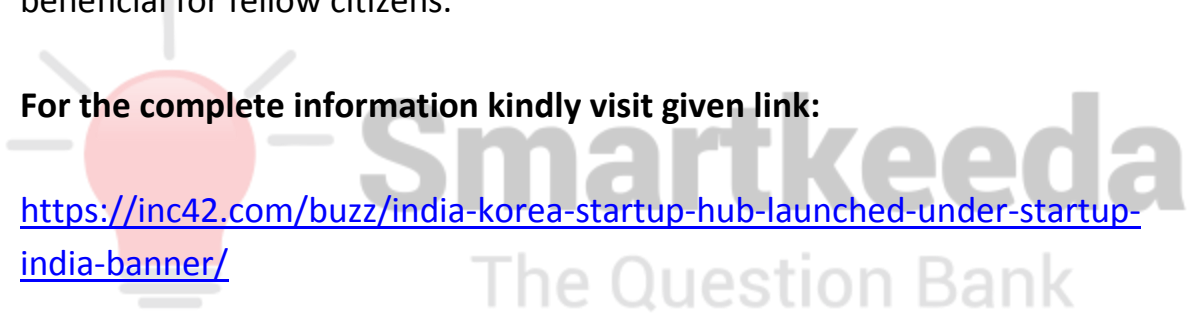 beneficial for fellow citizens.
For the complete information kindly visit given link:
Smartkeeda
https://inc42.com/buzz/india-korea-startup-hub-launched-under-startup-
india-banner/
The Question Bank